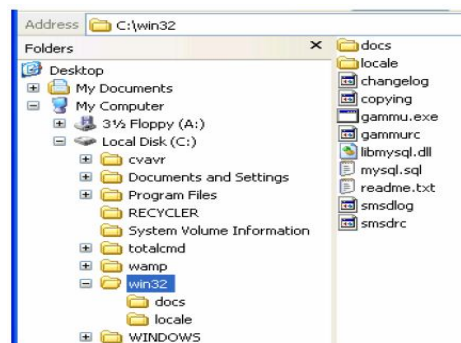 Address C:\win32
Folders
Desktop
My Documents
My Computer
3½ Floppy (A:)
Local Disk (C:)
cvavr
Documents and Settings
Program Files
RECYCLER
System Volume Information
totalcmd
wamp
win32
docs
locale
WINDOWS
docs
locale
changelog
copying
gammu.exe
gammurc
libmysql.dll
mysql.sql
readme.txt
smsdlog
smsdrc